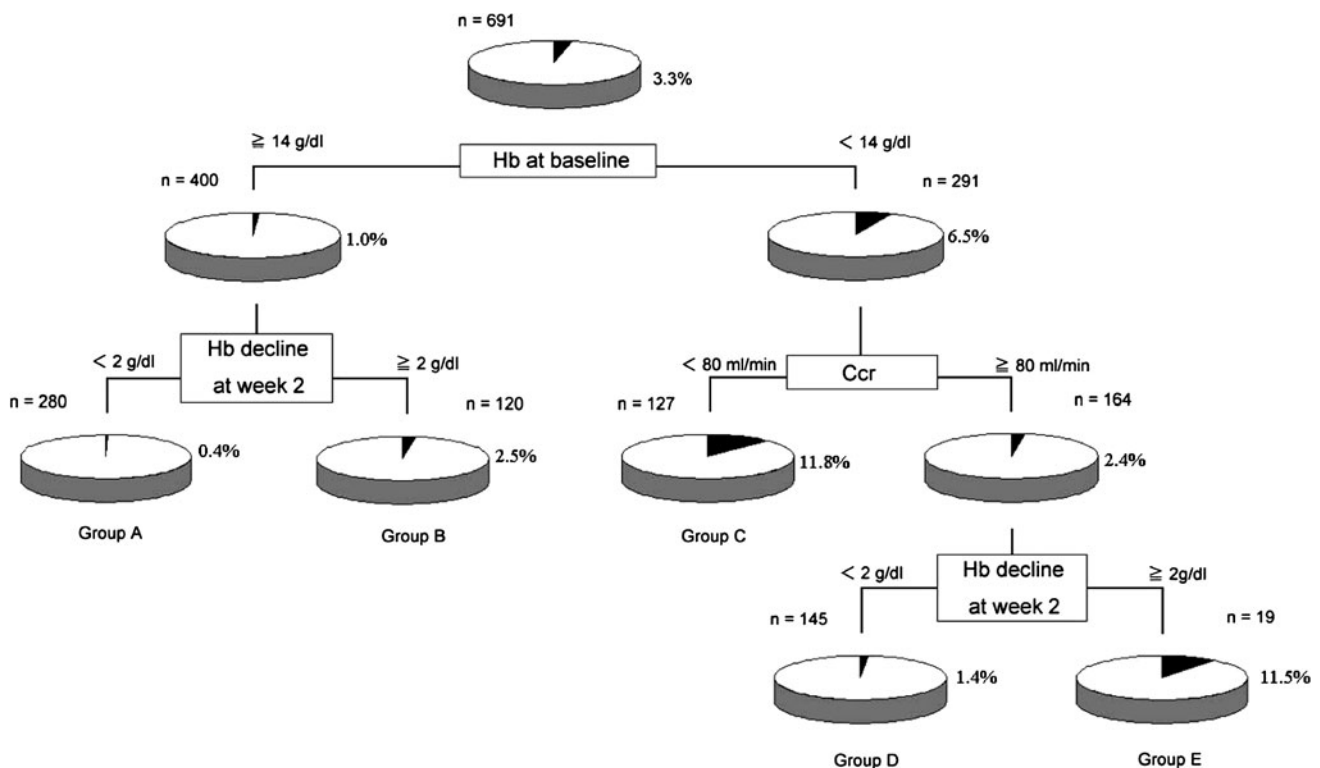 n = 691
3.3%
≧ 14 g/dl
Hb at baseline
< 14 g/dl
n = 400
n = 291
1.0%
6.5%
< 2 g/dl
Hb decline
at week 2
≧ 2 g/dl
< 80 ml/min
Ccr
≧ 80 ml/min
n = 280
n = 120
n = 127
n = 164
0.4%
2.5%
11.8%
2.4%
Group A
Group B
Group C
< 2 g/dl
Hb decline
at week 2
≧ 2g/dl
n = 145
n = 19
1.4%
11.5%
Group D
Group E